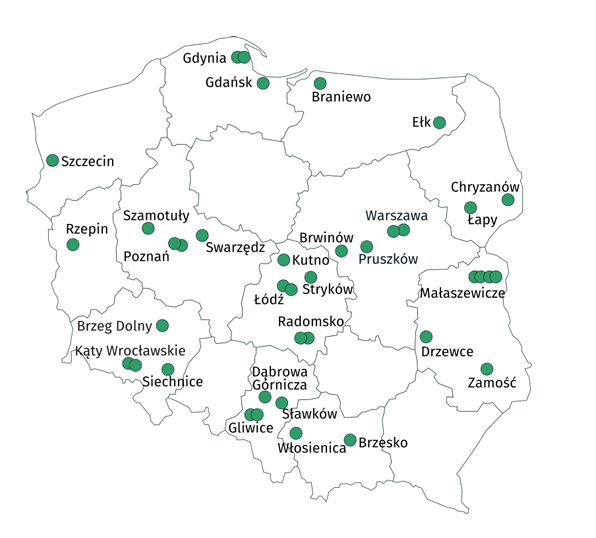 Gdynia
Gdańsk
Braniewo
Ełk
Szczecin
Chryzanów
Łapy
Szamotuły
Warszawa
Rzepin
Brwinów
Swarzędz
Poznań
Pruszków
Kutno
Stryków
Łódź
Małaszewicze
Radomsko
Brzeg Dolny
Kąty Wrocławskie
Drzewce
Siechnice
Dąbrowa
Górnicza
Zamość
Sławków
Gliwice
Włosienica
Brzesko